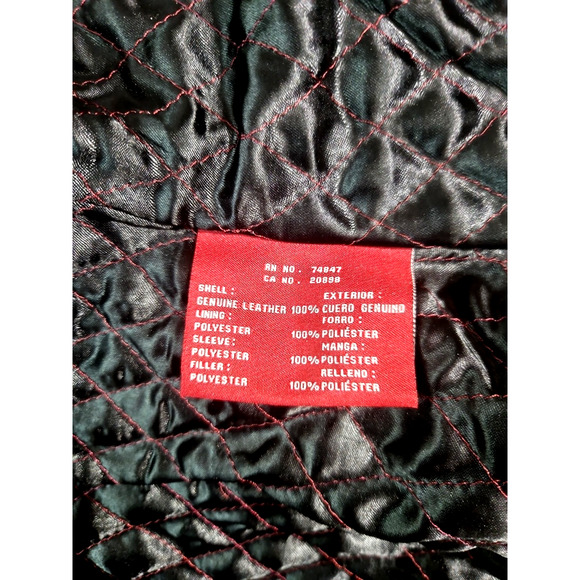 RN NO. 74847
CA NO. 20898
SHELL: EXTERIOR:
GENUINE LEATHER 100% CUERO GENUINO
LINING: FORRO:
POLYESTER 100% POLIÉSTER
SLEEVE: MANGA:
POLYESTER 100% POLIÉSTER
FILLER: RELLENO:
POLYESTER 100% POLIÉSTER